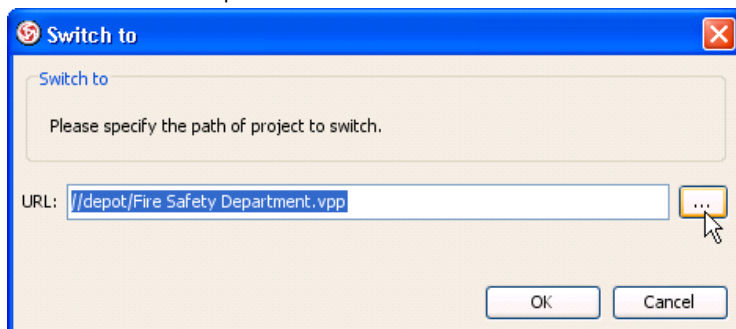 Switch to
Switch to
Please specify the path of project to switch.
URL: //depot/Fire Safety Department.vpp ...
OK Cancel